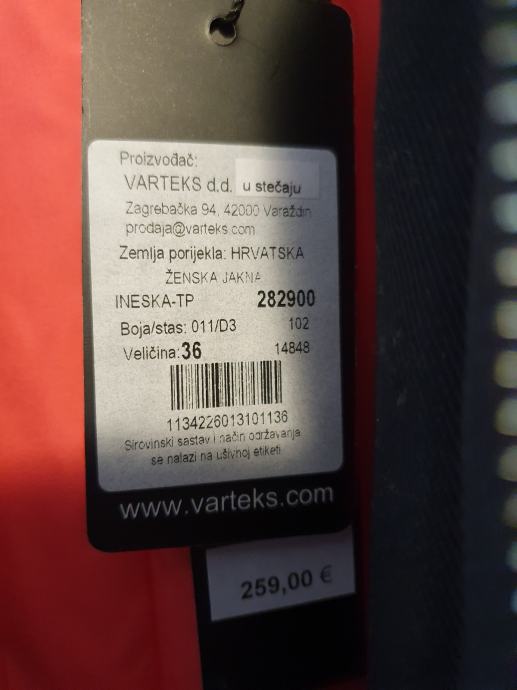 Proizvođač:
VARTEKS d.d. u stečaju
Zagrebačka 94, 42000 Varaždin
prodaja@varteks.com
Zemlja porijekla: HRVATSKA
ŽENSKA JAKNA
INESKA-TP 282900
Boja/stas: 011/D3 102
Veličina: 36 14848
1134226013101136
Sirovinski sastav i način održavanja
se nalazi na ušivnoj etiketi
www.varteks.com
259,00 €